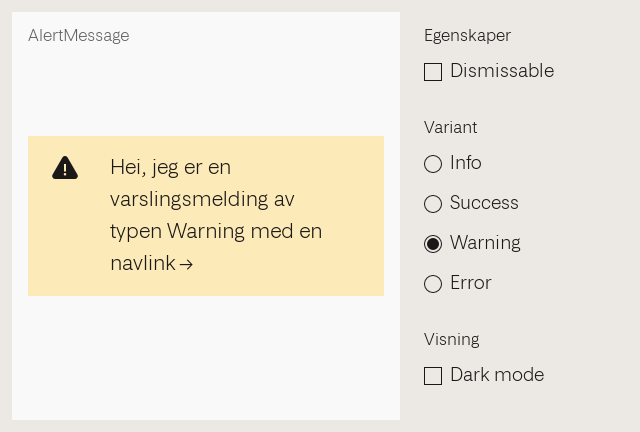 AlertMessage
Hei, jeg er en
varslingsmelding av
typen Warning med en
navlink →
Egenskaper
Dismissable
Variant
Info
Success
Warning
Error
Visning
Dark mode